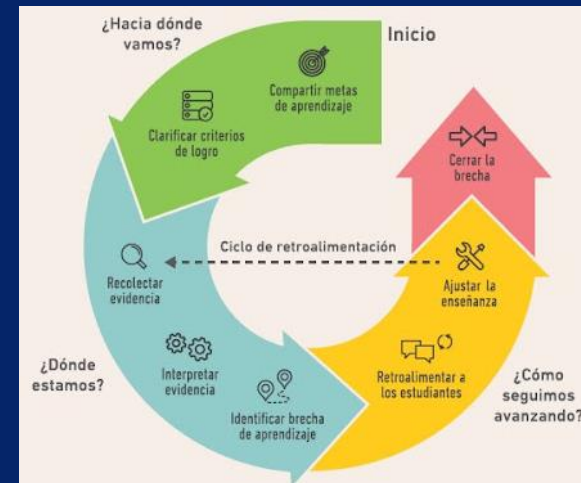 ¿Hacia dónde
vamos?
Inicio
Compartir metas
de aprendizaje
Clarificar criterios
de logro
Cerrar la
brecha
Ciclo de retroalimentación
Recolectar
evidencia
Ajustar la
enseñanza
¿Dónde
estamos?
Interpretar
evidencia
Identificar brecha
de aprendizaje
Retroalimentar a
los estudiantes
¿Cómo
seguimos
avanzando?